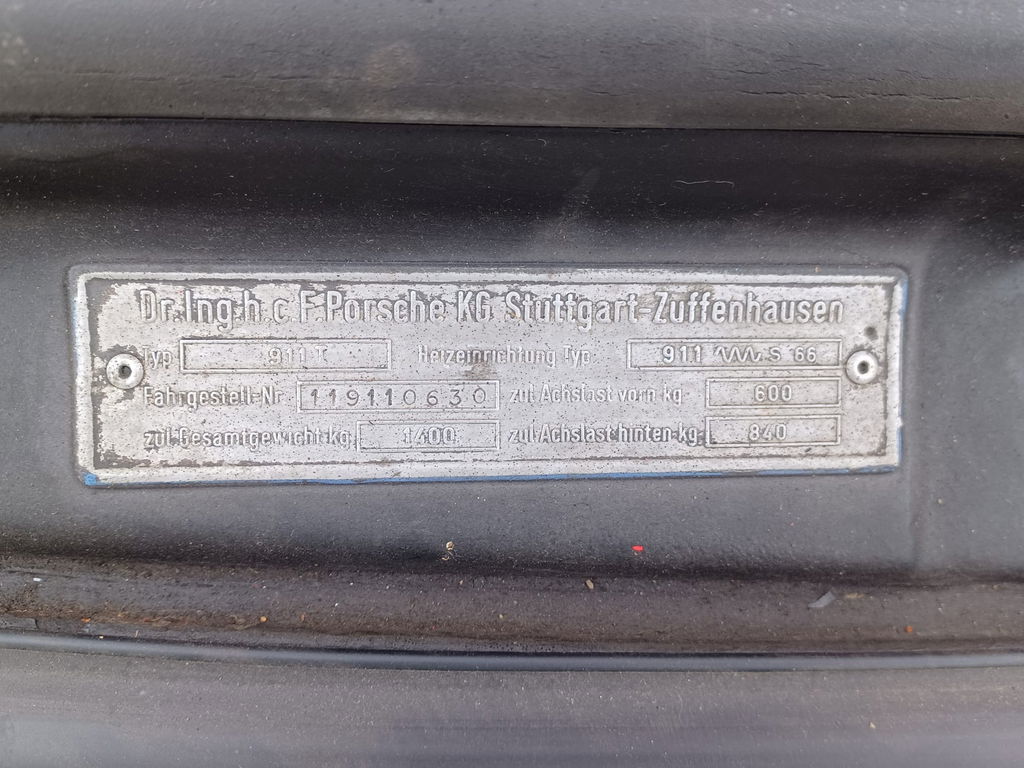 Dr. Ing. h. c. F. Porsche KG Stuttgart-Zuffenhausen
Typ 911 T Heizeinrichtung Typ 911 S 66
Fahrgestell-Nr 119110630 zul. Achslast vorn kg 600
zul. Gesamtgewicht kg 1400 zul. Achslast hinten kg 840